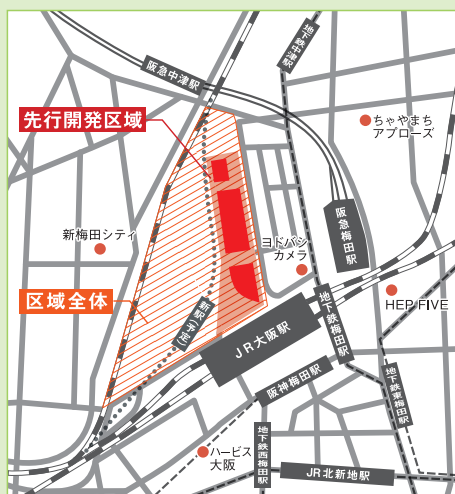 地下鉄中津駅
阪急中津駅
先行開発区域
ちゃやまち
アプローズ
新梅田シティ
ヨドバシ
カメラ
阪急梅田駅
区域全体
新駅(予定)
JR大阪駅
地下鉄梅田駅
HEP FIVE
阪神梅田駅
地下鉄東梅田駅
ハービス
大阪
地下鉄西梅田駅
JR北新地駅